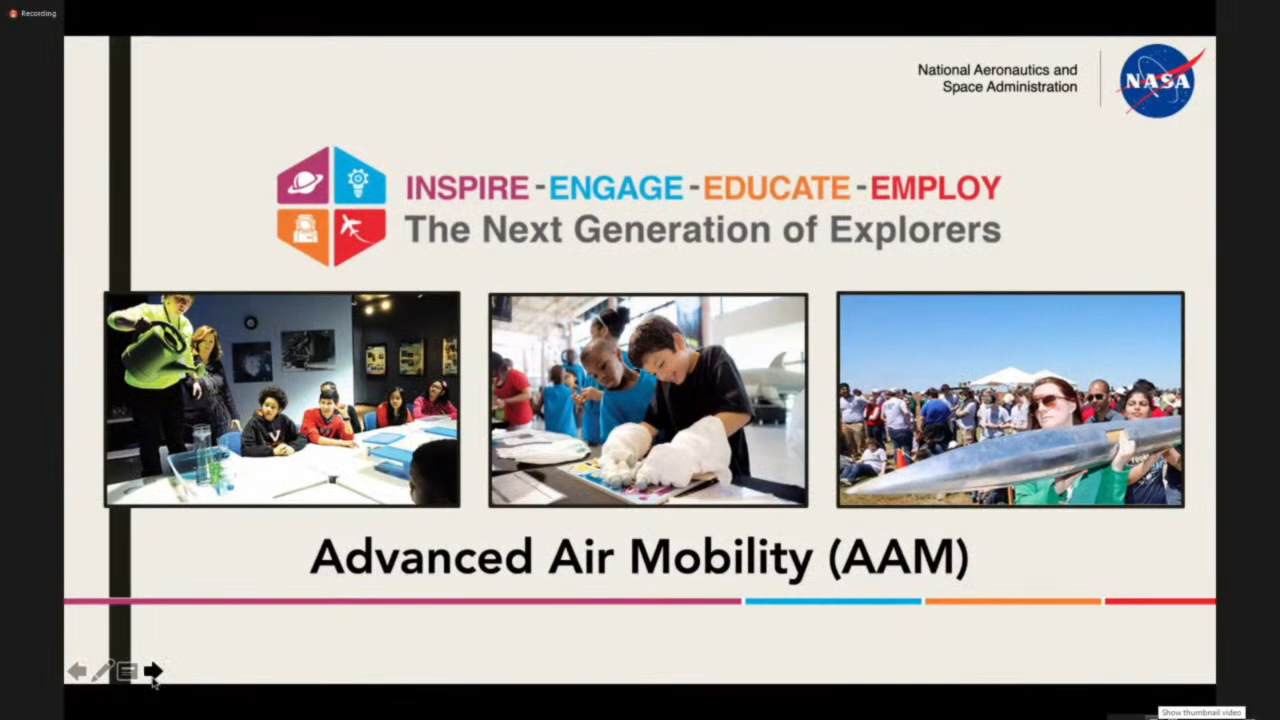 Recording
National Aeronautics and
Space Administration
NASA
INSPIRE - ENGAGE - EDUCATE - EMPLOY
The Next Generation of Explorers
Advanced Air Mobility (AAM)
Show thumbnail video